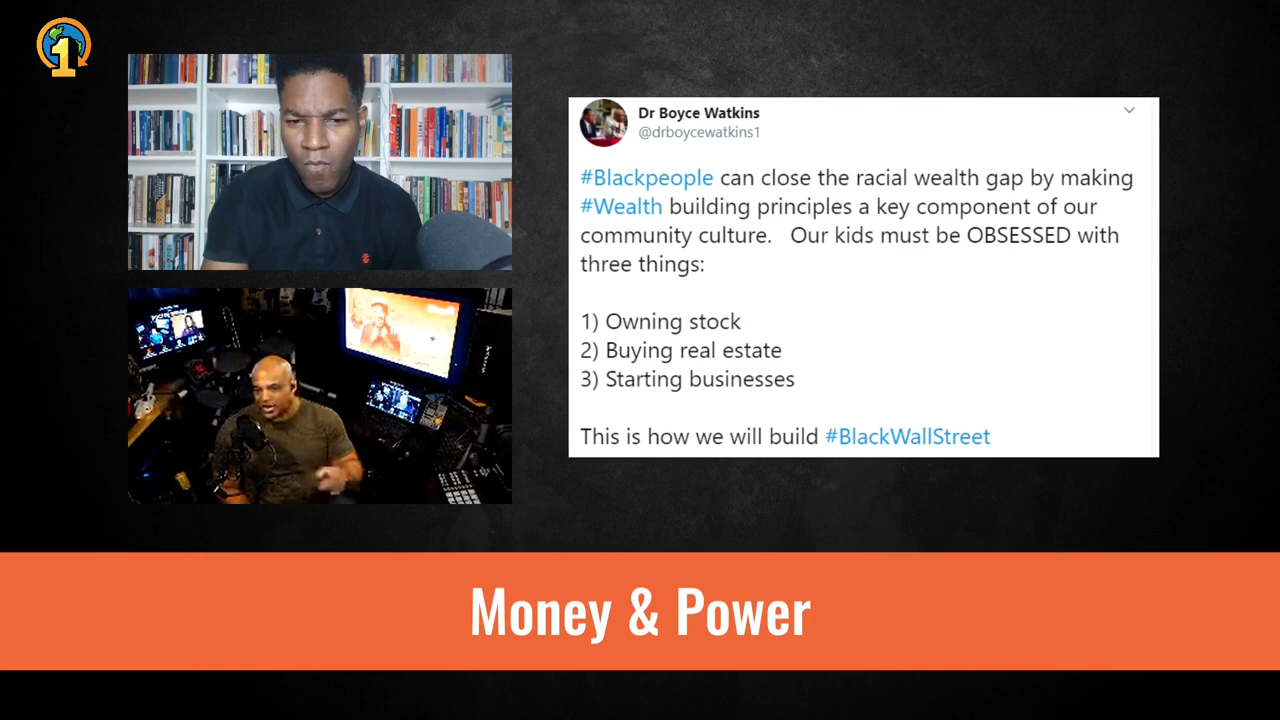 1
Dr Boyce Watkins
@drboycewatkins1
#Blackpeople can close the racial wealth gap by making
#Wealth building principles a key component of our
community culture. Our kids must be OBSESSED with
three things:
1) Owning stock
2) Buying real estate
3) Starting businesses
This is how we will build #BlackWallStreet
Money & Power